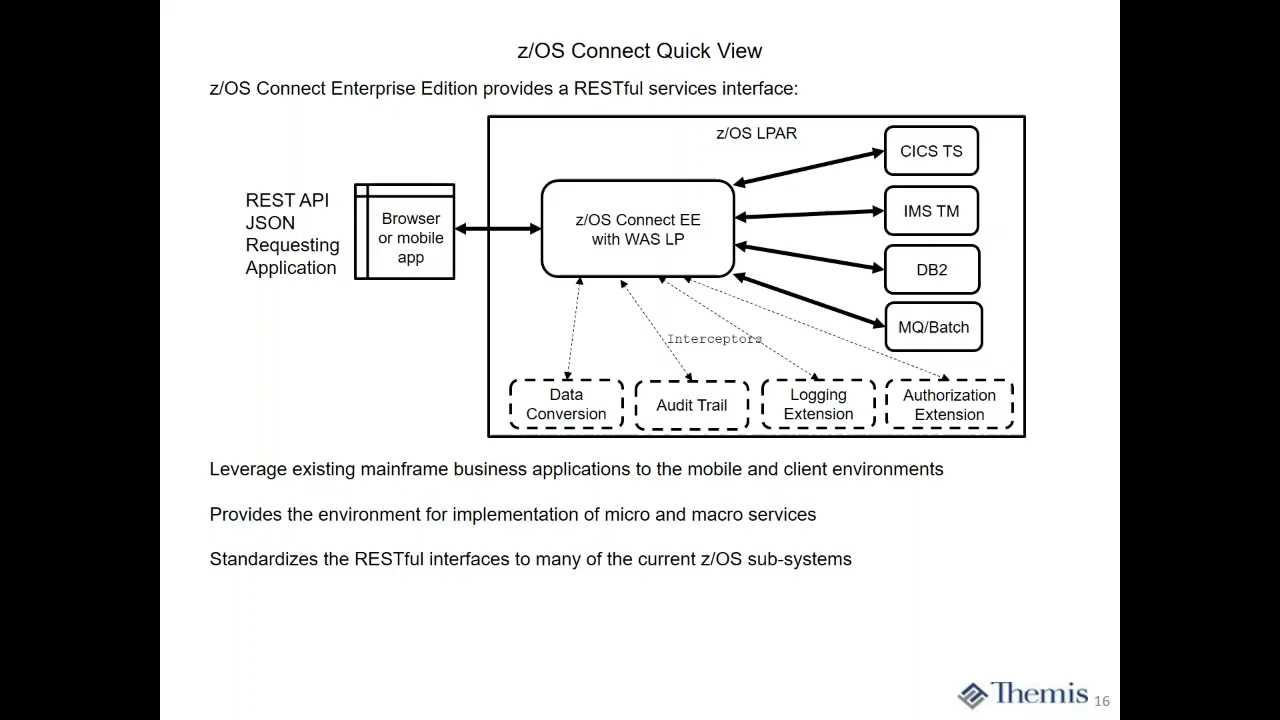 z/OS Connect Quick View
z/OS Connect Enterprise Edition provides a RESTful services interface:
z/OS LPAR
REST API
JSON
Requesting
Application
Browser
or mobile
app
z/OS Connect EE
with WAS LP
CICS TS
IMS TM
DB2
MQ/Batch
Interceptors
Data
Conversion
Audit Trail
Logging
Extension
Authorization
Extension
Leverage existing mainframe business applications to the mobile and client environments
Provides the environment for implementation of micro and macro services
Standardizes the RESTful interfaces to many of the current z/OS sub-systems
Themis
16